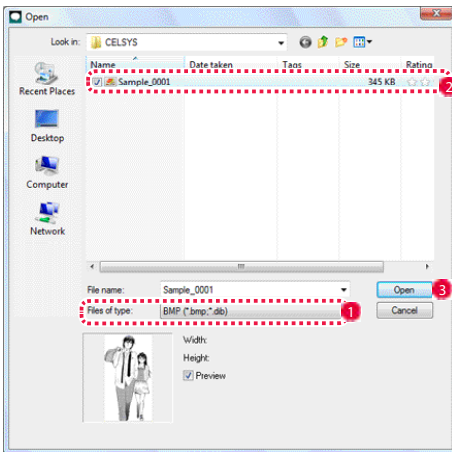 Open
Look in: CELSYS
Name Date taken Tags Size Rating
Sample_0001 345 KB
2
Recent Places
Desktop
Computer
Network
File name: Sample_0001 Open 3
Files of type: BMP (*.bmp;*.dib) 1 Cancel
Width:
Height:
Preview